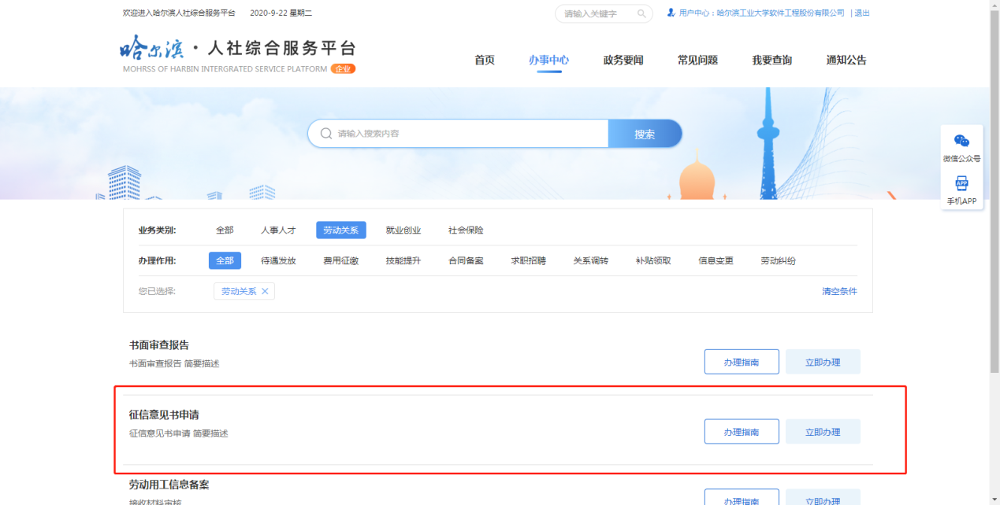 欢迎进入哈尔滨人社综合服务平台 2020-9-22 星期二 请输入关键字 用户中心：哈尔滨工业大学软件工程股份有限公司 | 退出
哈尔滨·人社综合服务平台
MOHRSS OF HARBIN INTERGRATED SERVICE PLATFORM 企业
首页 办事中心 政务要闻 常见问题 我要查询 通知公告
请输入搜索内容 搜索
微信公众号
APP
手机APP
业务类别: 全部 人事人才 劳动关系 就业创业 社会保险
办理作用: 全部 待遇发放 费用征缴 技能提升 合同备案 求职招聘 关系调转 补贴领取 信息变更 劳动纠纷
您已选择: 劳动关系 × 清空条件
书面审查报告
书面审查报告 简要描述
办理指南 立即办理
征信意见书申请
征信意见书申请 简要描述
办理指南 立即办理
劳动用工信息备案
接收材料审核
办理指南 立即办理